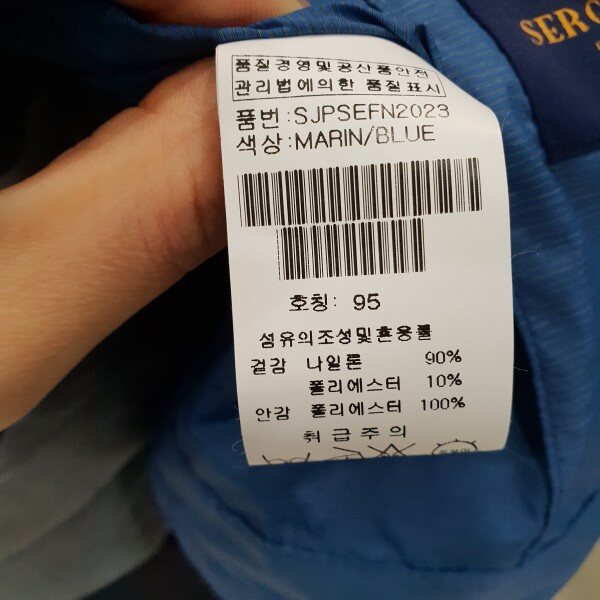 SER
품질경영및공산품안전
관리법에의한 품질표시
품번:SJPSEFN2023
색상:MARIN/BLUE
호칭: 95
섬유의조성및혼용률
겉감 나일론 90%
폴리에스터 10%
안감 폴리에스터 100%
취급주의